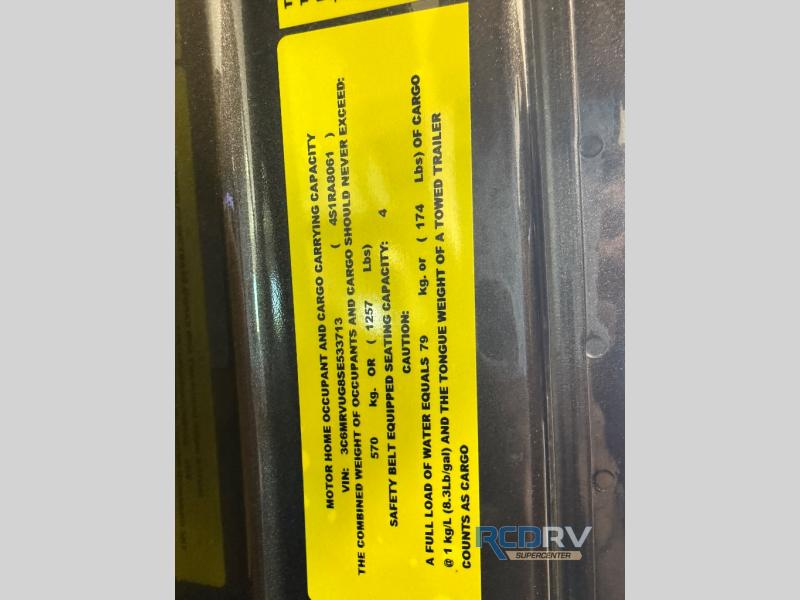 MOTOR HOME OCCUPANT AND CARGO CARRYING CAPACITY
VIN: 3C6MRVUG8SE533713 ( 4S1RA8061 )
THE COMBINED WEIGHT OF OCCUPANTS AND CARGO SHOULD NEVER EXCEED:
570 kg. OR ( 1257 Lbs)
SAFETY BELT EQUIPPED SEATING CAPACITY: 4
CAUTION:
A FULL LOAD OF WATER EQUALS 79 kg. or ( 174 Lbs) OF CARGO
@ 1 kg/L (8.3Lb/gal) AND THE TONGUE WEIGHT OF A TOWED TRAILER
COUNTS AS CARGO
RCDRV
SUPERCENTER